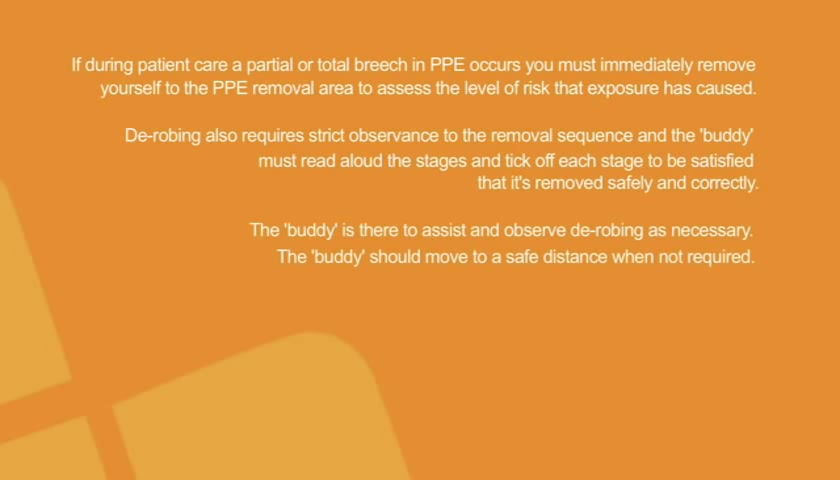 If during patient care a partial or total breech in PPE occurs you must immediately remove
yourself to the PPE removal area to assess the level of risk that exposure has caused.
De-robing also requires strict observance to the removal sequence and the 'buddy'
must read aloud the stages and tick off each stage to be satisfied
that it's removed safely and correctly.
The 'buddy' is there to assist and observe de-robing as necessary.
The 'buddy' should move to a safe distance when not required.